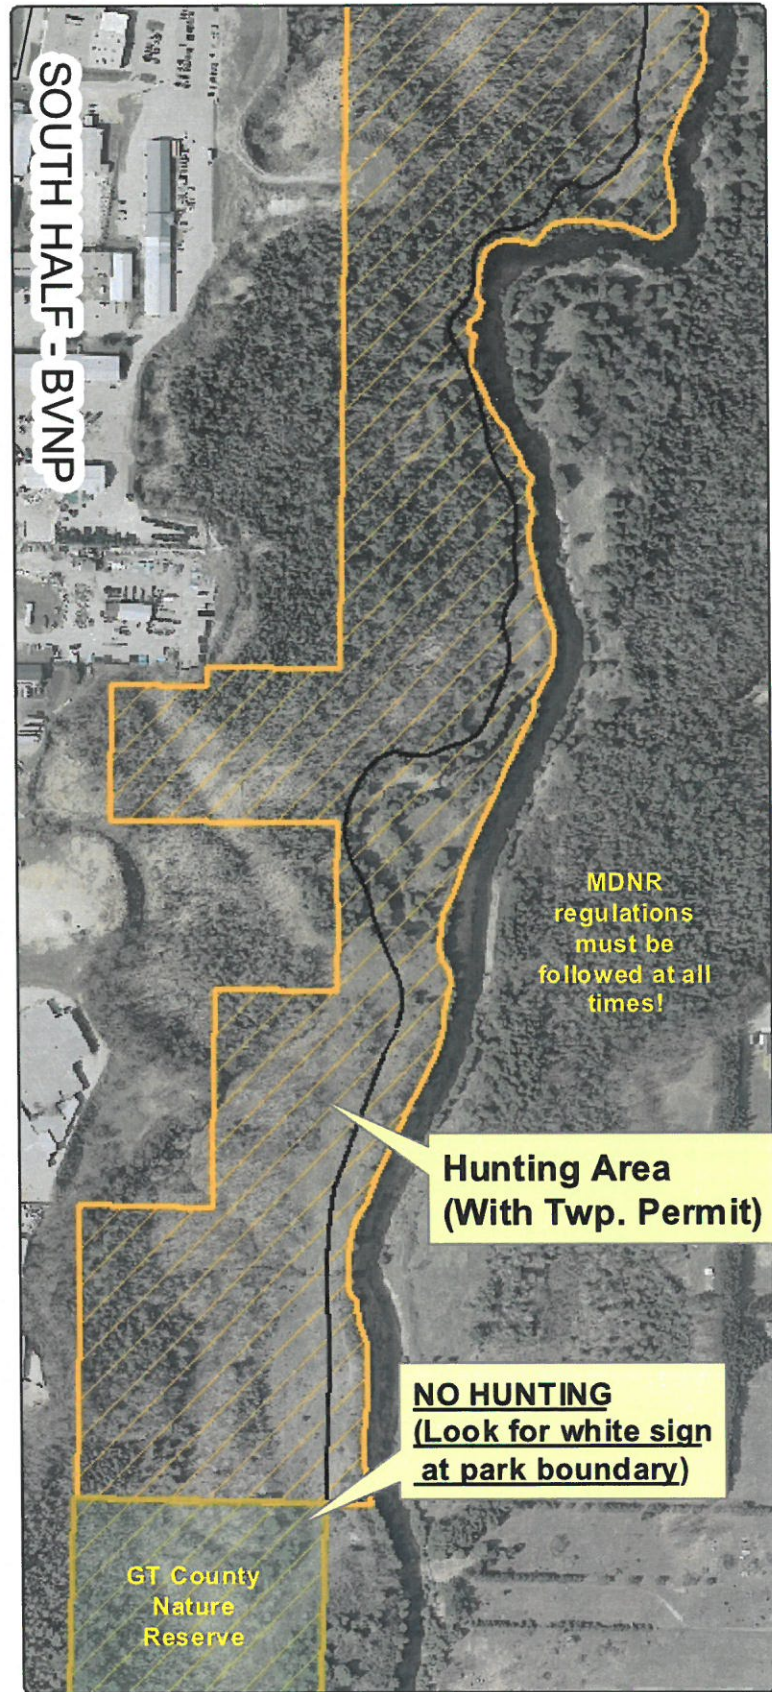 SOUTH HALF - BVNP
MDNR
regulations
must be
followed at all
times!
Hunting Area
(With Twp. Permit)
NO HUNTING
(Look for white sign
at park boundary)
GT County
Nature
Reserve